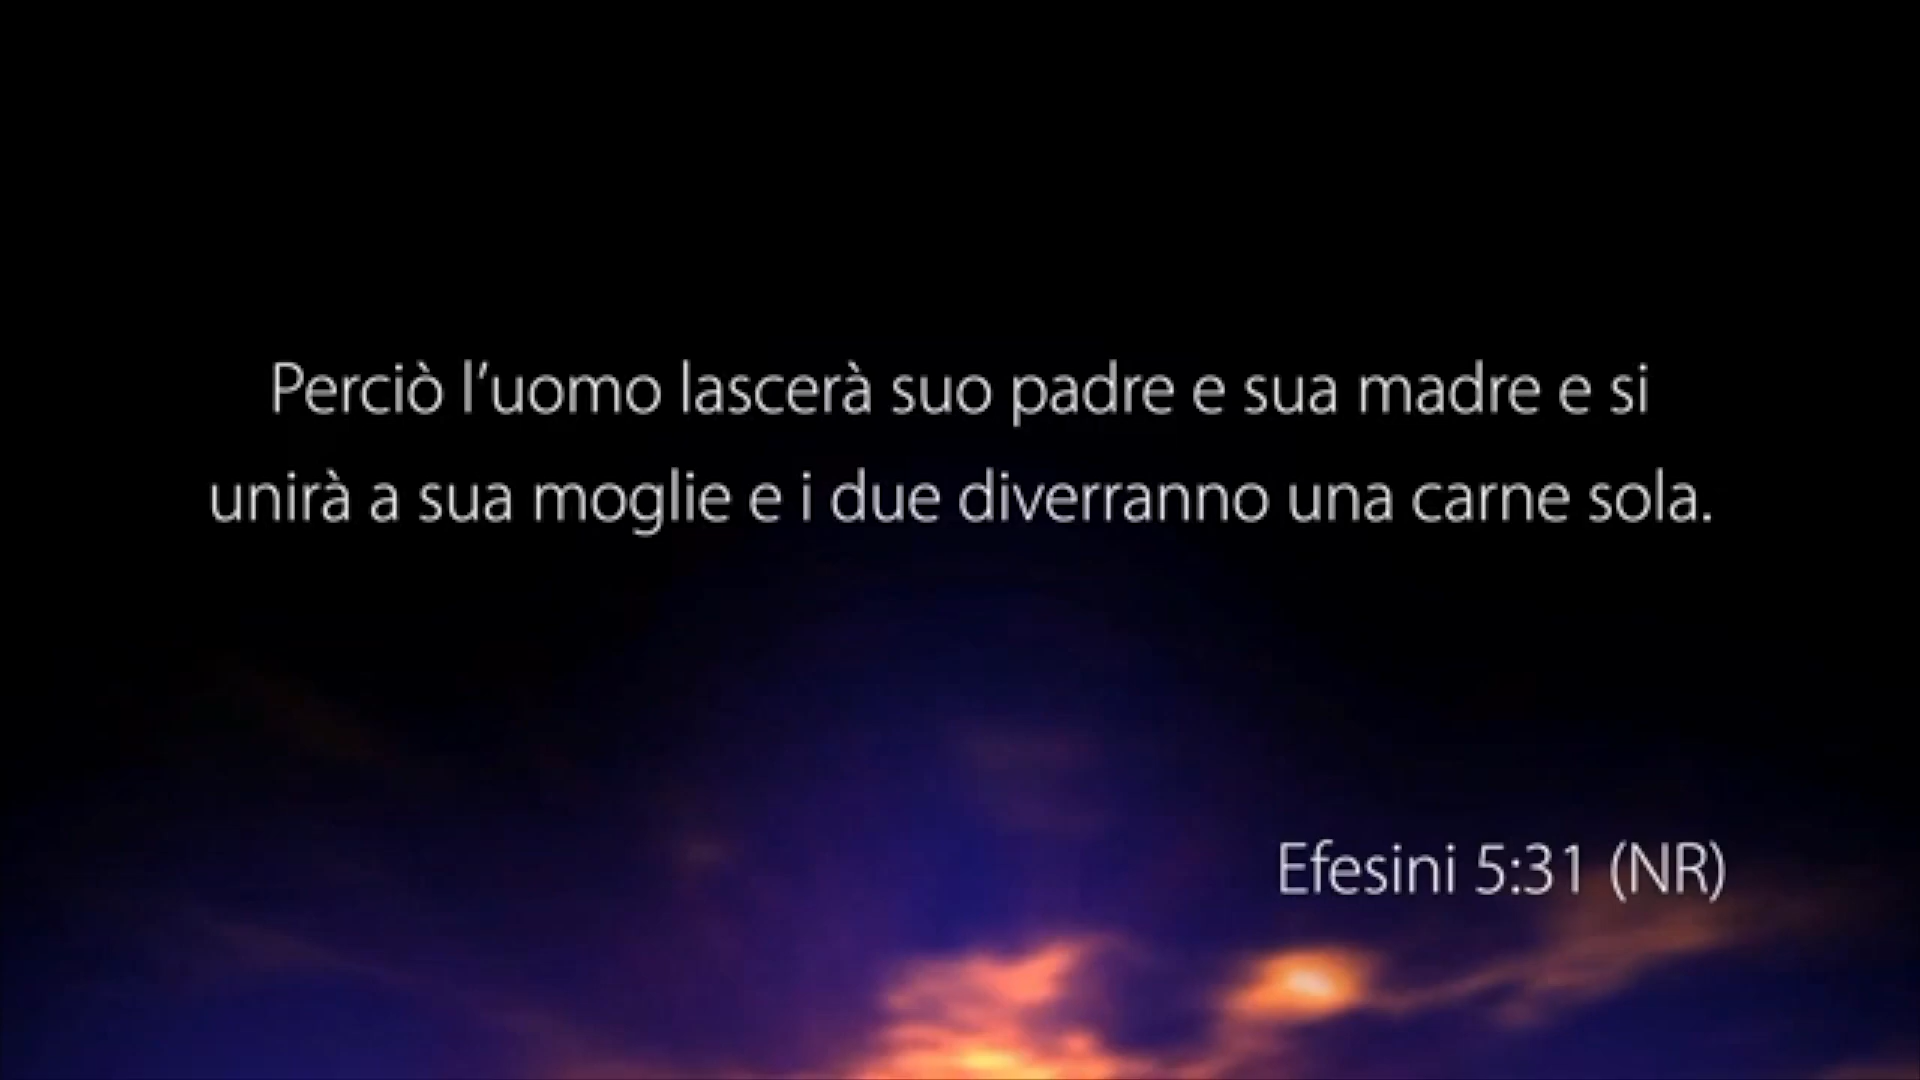 Perciò l’uomo lascerà suo padre e sua madre e si
unirà a sua moglie e i due diverranno una carne sola.
Efesini 5:31 (NR)